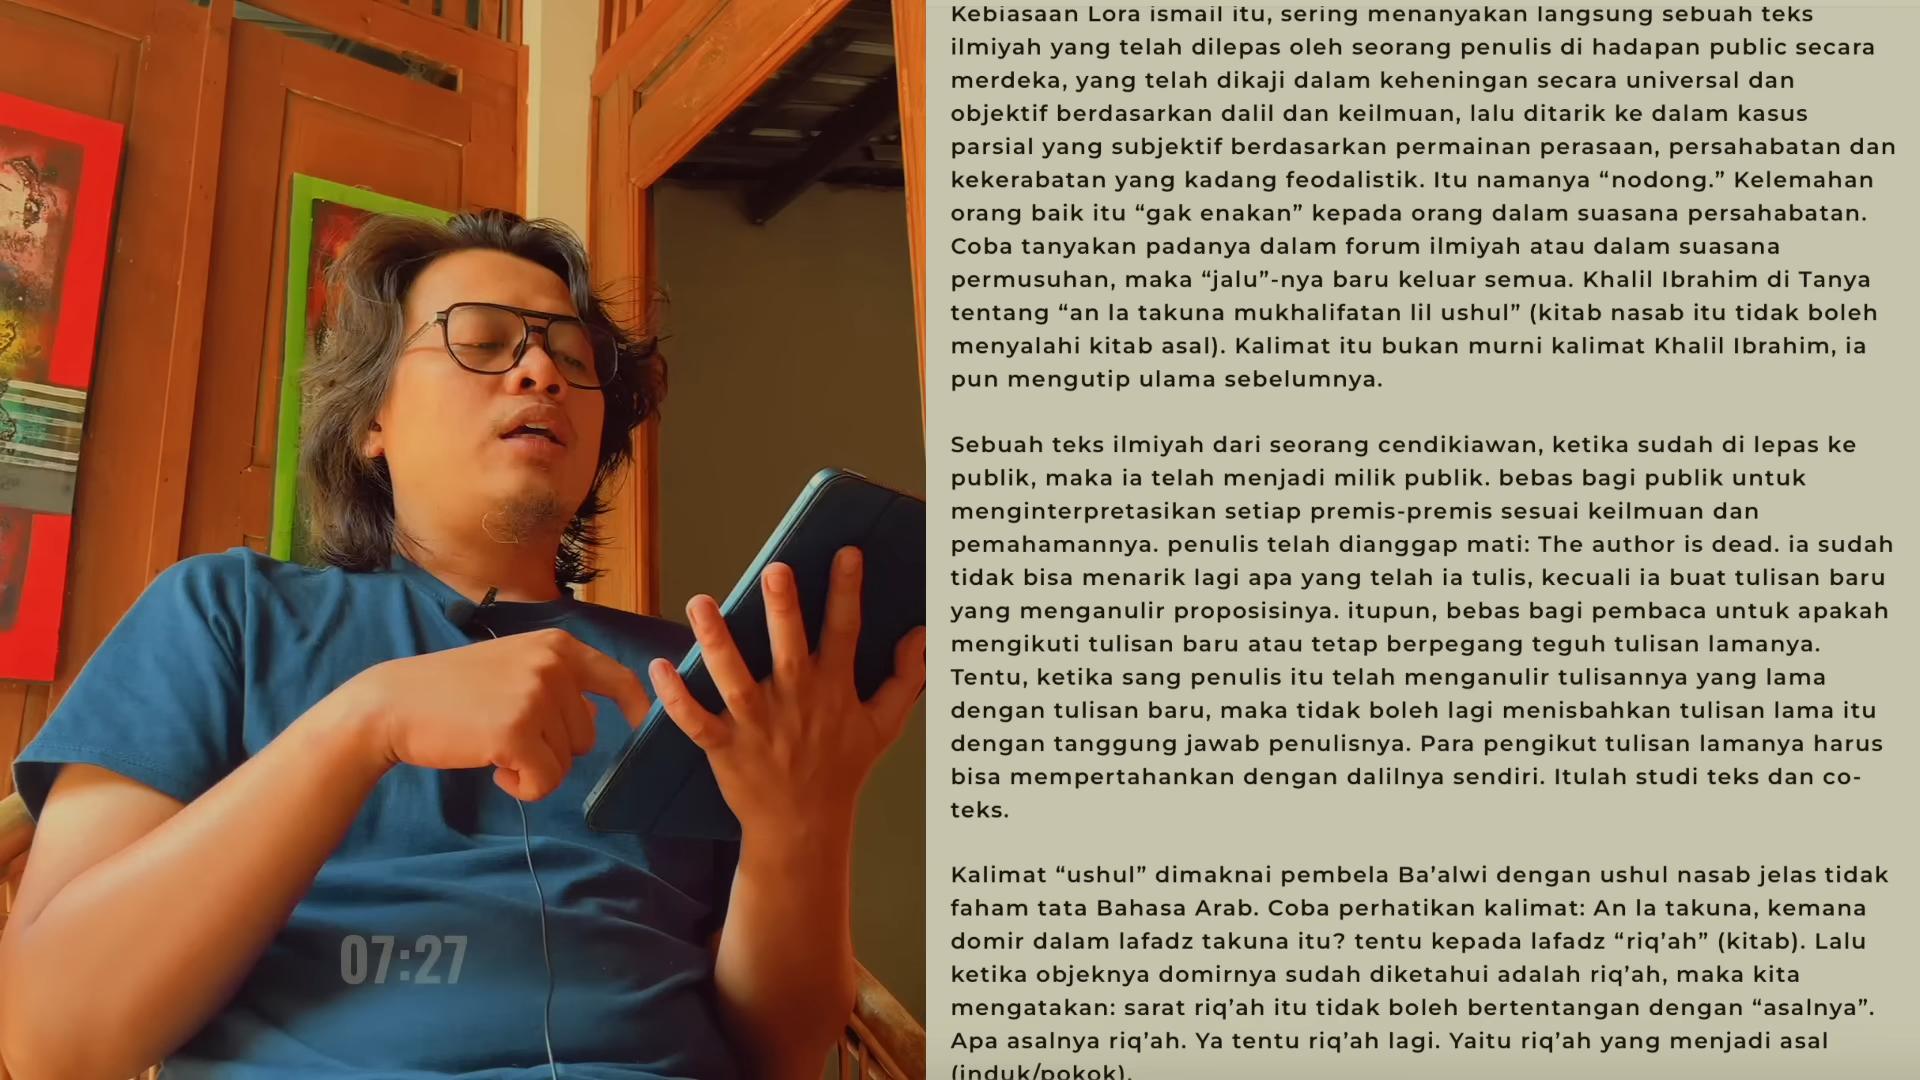 Kebiasaan Lora ismail itu, sering menanyakan langsung sebuah teks
ilmiyah yang telah dilepas oleh seorang penulis di hadapan public secara
merdeka, yang telah dikaji dalam keheningan secara universal dan
objektif berdasarkan dalil dan keilmuan, lalu ditarik ke dalam kasus
parsial yang subjektif berdasarkan permainan perasaan, persahabatan dan
kekerabatan yang kadang feodalistik. Itu namanya “nodong.” Kelemahan
orang baik itu “gak enakan” kepada orang dalam suasana persahabatan.
Coba tanyakan padanya dalam forum ilmiyah atau dalam suasana
permusuhan, maka “jalu”-nya baru keluar semua. Khalil Ibrahim di Tanya
tentang “an la takuna mukhalifatan lil ushul” (kitab nasab itu tidak boleh
menyalahi kitab asal). Kalimat itu bukan murni kalimat Khalil Ibrahim, ia
pun mengutip ulama sebelumnya.
Sebuah teks ilmiyah dari seorang cendikiawan, ketika sudah di lepas ke
publik, maka ia telah menjadi milik publik. bebas bagi publik untuk
menginterpretasikan setiap premis-premis sesuai keilmuan dan
pemahamannya. penulis telah dianggap mati: The author is dead. ia sudah
tidak bisa menarik lagi apa yang telah ia tulis, kecuali ia buat tulisan baru
yang menganulir proposisinya. itupun, bebas bagi pembaca untuk apakah
mengikuti tulisan baru atau tetap berpegang teguh tulisan lamanya.
Tentu, ketika sang penulis itu telah menganulir tulisannya yang lama
dengan tulisan baru, maka tidak boleh lagi menisbahkan tulisan lama itu
dengan tanggung jawab penulisnya. Para pengikut tulisan lamanya harus
bisa mempertahankan dengan dalilnya sendiri. Itulah studi teks dan co-
teks.
Kalimat “ushul” dimaknai pembela Ba’alwi dengan ushul nasab jelas tidak
faham tata Bahasa Arab. Coba perhatikan kalimat: An la takuna, kemana
domir dalam lafadz takuna itu? tentu kepada lafadz “riq’ah” (kitab). Lalu
ketika objeknya domirnya sudah diketahui adalah riq’ah, maka kita
mengatakan: sarat riq’ah itu tidak boleh bertentangan dengan “asalnya”.
Apa asalnya riq’ah. Ya tentu riq’ah lagi. Yaitu riq’ah yang menjadi asal
(induk/pokok).
07:27